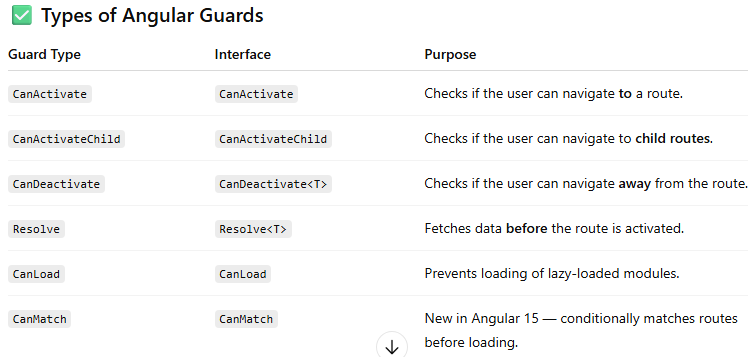 ✅ Types of Angular Guards
Guard Type Interface Purpose
CanActivate CanActivate Checks if the user can navigate to a route.
CanActivateChild CanActivateChild Checks if the user can navigate to child routes.
CanDeactivate CanDeactivate<T> Checks if the user can navigate away from the route.
Resolve Resolve<T> Fetches data before the route is activated.
CanLoad CanLoad Prevents loading of lazy-loaded modules.
CanMatch CanMatch New in Angular 15 — conditionally matches routes
before loading.